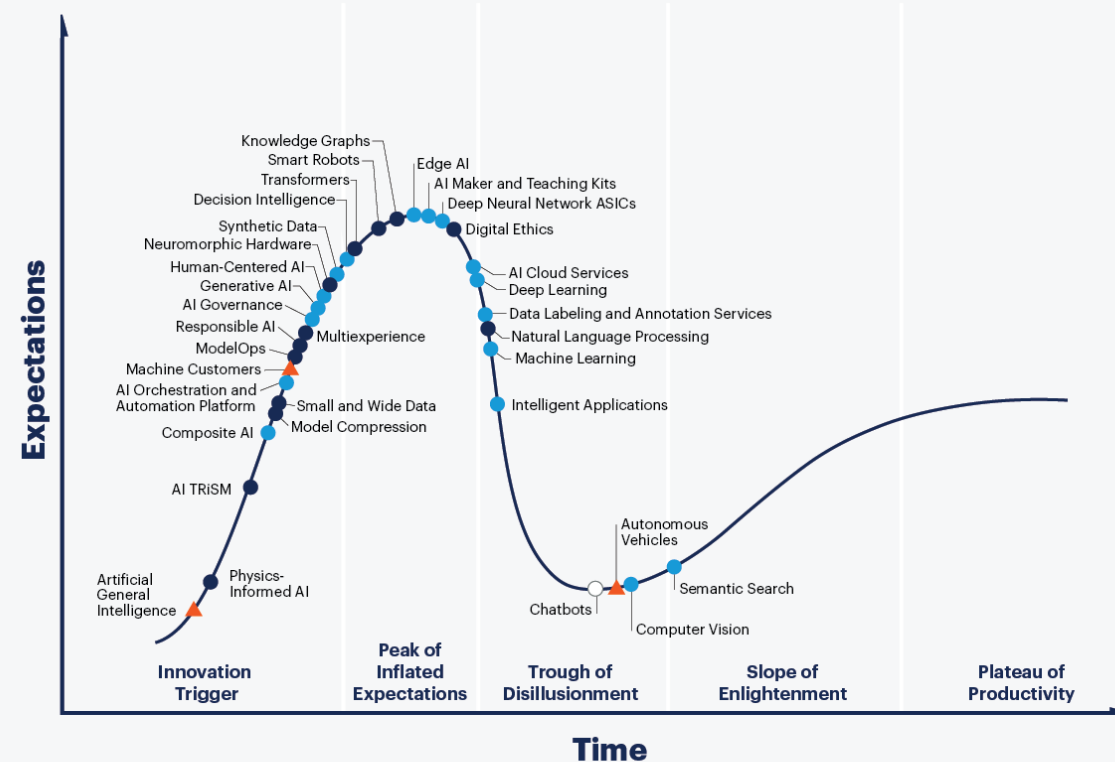 Expectations
Knowledge Graphs
Smart Robots
Transformers
Decision Intelligence
Synthetic Data
Neuromorphic Hardware
Human-Centered AI
Generative AI
AI Governance
Responsible AI
Multiexperience
ModelOps
Machine Customers
AI Orchestration and
Automation Platform
Small and Wide Data
Model Compression
Composite AI
AI TRiSM
Artificial
General
Intelligence
Physics-
Informed AI
Edge AI
AI Maker and Teaching Kits
Deep Neural Network ASICs
Digital Ethics
AI Cloud Services
Deep Learning
Data Labeling and Annotation Services
Natural Language Processing
Machine Learning
Intelligent Applications
Autonomous
Vehicles
Chatbots
Semantic Search
Computer Vision
Innovation
Trigger
Peak of
Inflated
Expectations
Trough of
Disillusionment
Slope of
Enlightenment
Plateau of
Productivity
Time